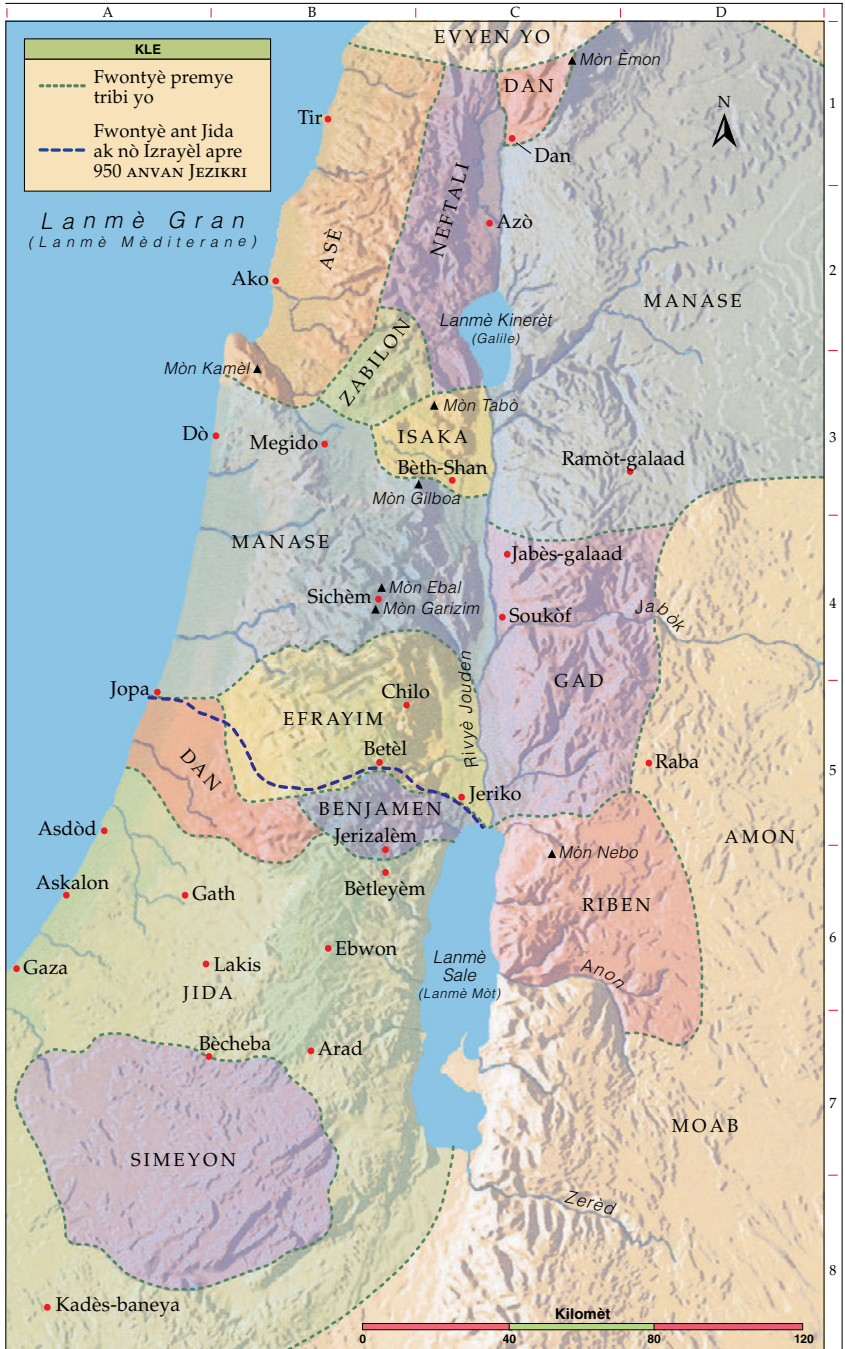 A
B
C
D
KLE
Fwontyè premye
tribi yo
Fwontyè ant Jida
ak nò Izrayèl apre
950 ANVAN JEZIKRI
EVYEN YO
Mòn Èmon
DAN
1
N
Tir
Dan
Lanmè Gran
(Lanmè Mèditerane)
ASÈ
NEFTALI
Azò
2
Ako
MANASE
Lanmè Kinerèt
(Galile)
Mòn Kamèl
ZABILON
Mòn Tabò
Dò
Megido
ISAKA
3
Bèth-Shan
Ramòt-galaad
Mòn Gilboa
MANASE
Jabès-galaad
Mòn Ebal
Sichèm
Mòn Garizim
Soukòf
Jabòk
4
Rivyè Jouden
GAD
Jopa
Chilo
EFRAYIM
DAN
Betèl
Raba
5
Jeriko
BENJAMEN
Asdòd
Jerizalèm
AMON
Mòn Nebo
Bètleyèm
Askalon
Gath
RIBEN
Ebwon
6
Gaza
Lakis
Lanmè
Sale
(Lanmè Mòt)
Anon
JIDA
Bècheba
Arad
7
MOAB
SIMEYON
Zerèd
8
Kadès-baneya
Kilomèt
0
40
80
120